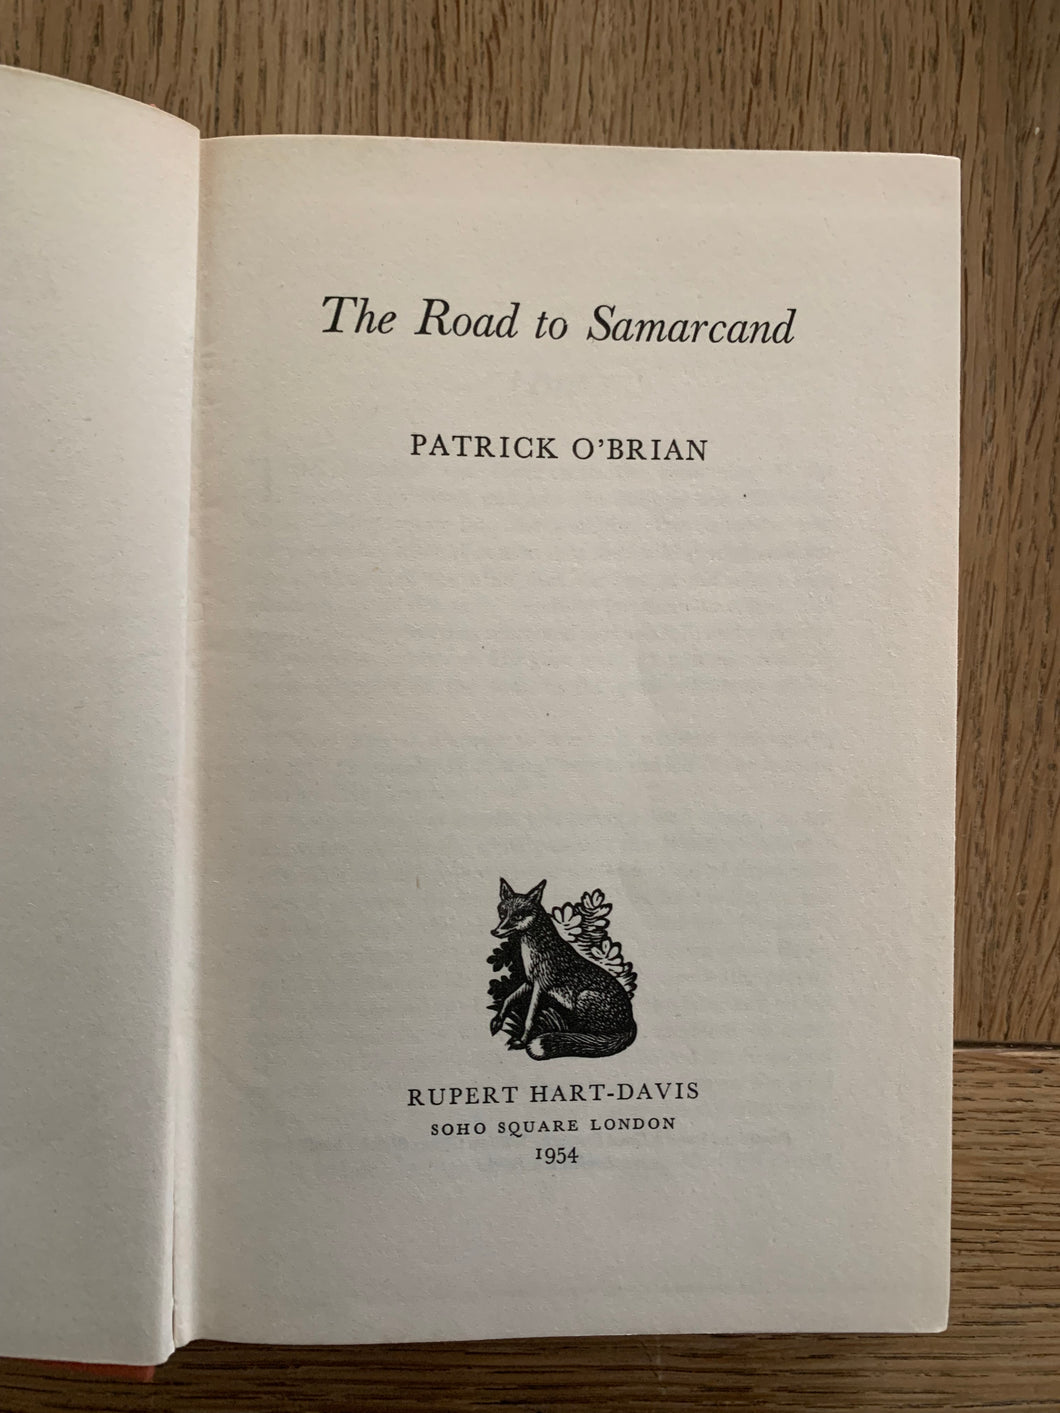 The Road to Samarcand
PATRICK O’BRIAN
RUPERT HART-DAVIS
SOHO SQUARE LONDON
1954